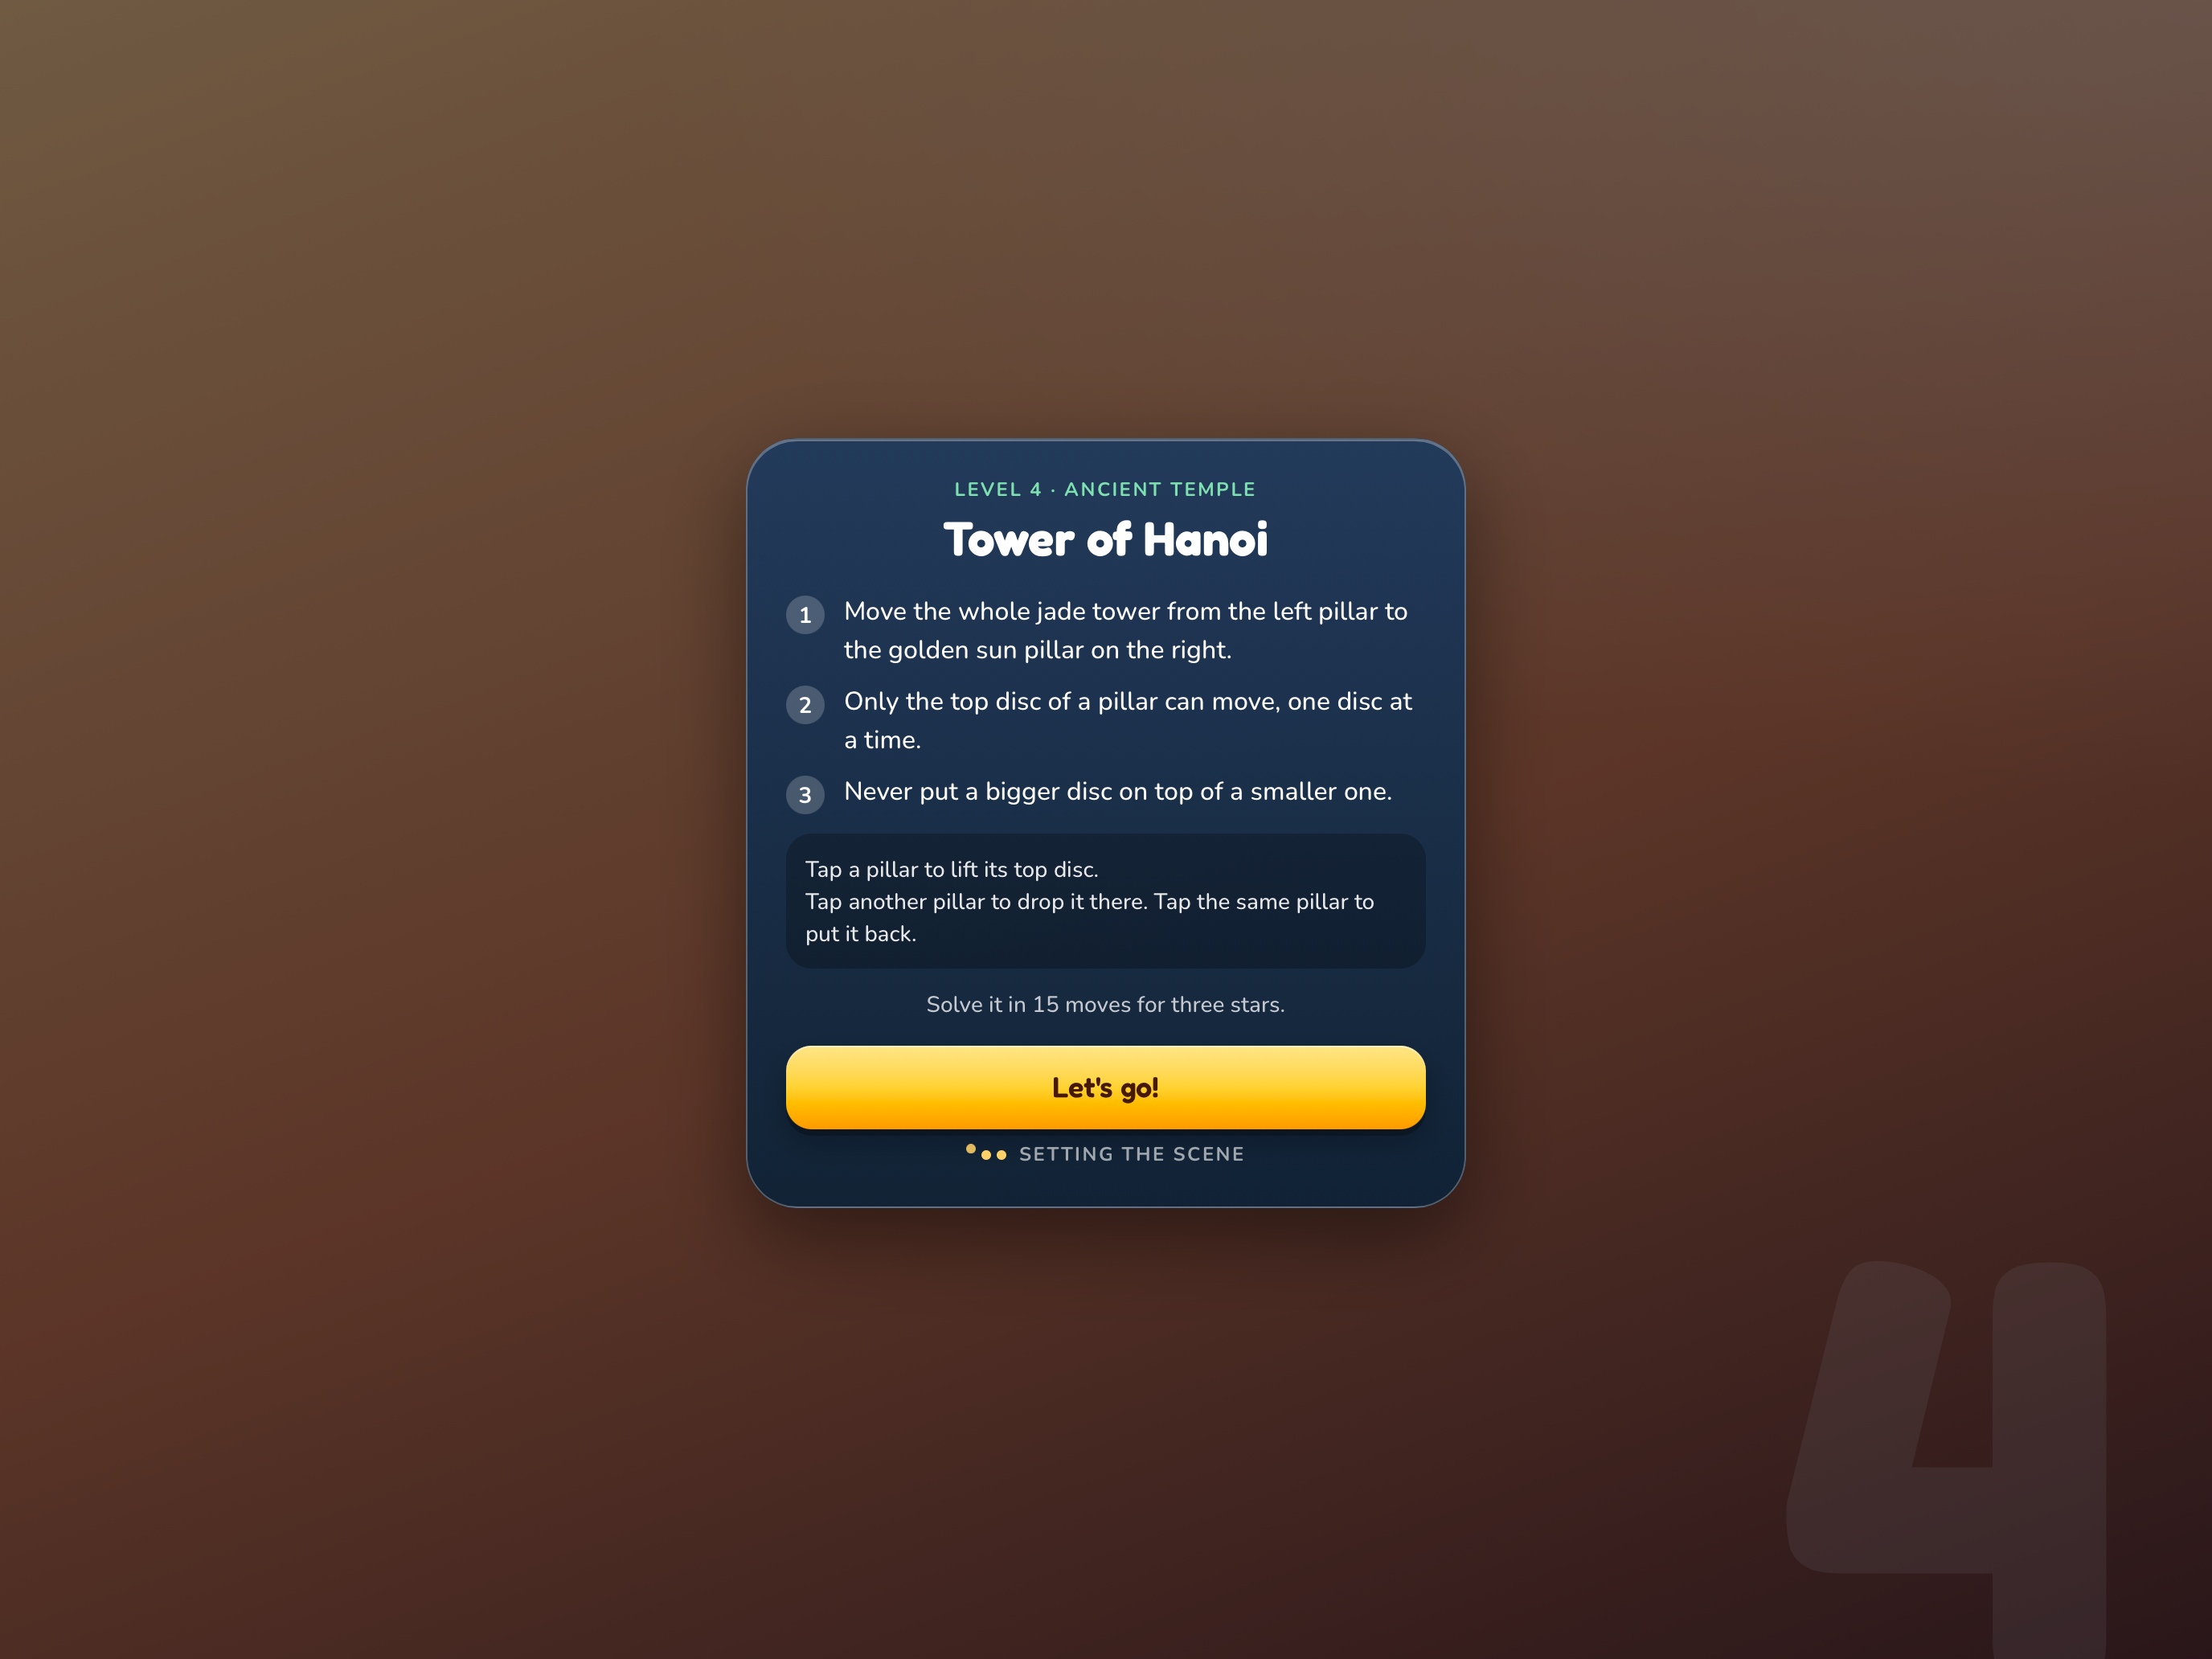 LEVEL 4 · ANCIENT TEMPLE
Tower of Hanoi
1 Move the whole jade tower from the left pillar to
the golden sun pillar on the right.
2 Only the top disc of a pillar can move, one disc at
a time.
3 Never put a bigger disc on top of a smaller one.
Tap a pillar to lift its top disc.
Tap another pillar to drop it there. Tap the same pillar to
put it back.
Solve it in 15 moves for three stars.
Let's go!
SETTING THE SCENE
4